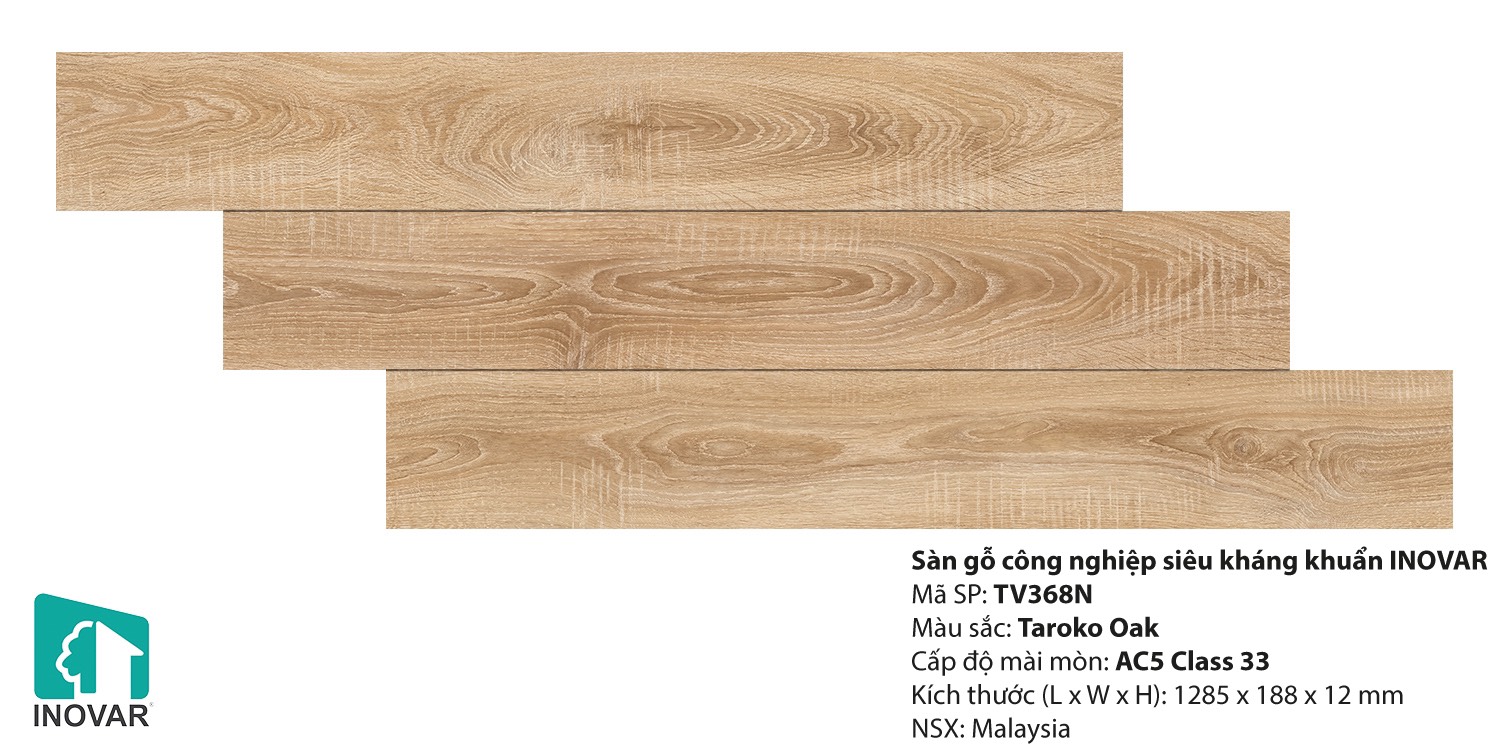 Sàn gỗ công nghiệp siêu kháng khuẩn INOVAR
Mã SP: TV368N
Màu sắc: Taroko Oak
Cấp độ mài mòn: AC5 Class 33
Kích thước (L x W x H): 1285 x 188 x 12 mm
NSX: Malaysia
INOVAR